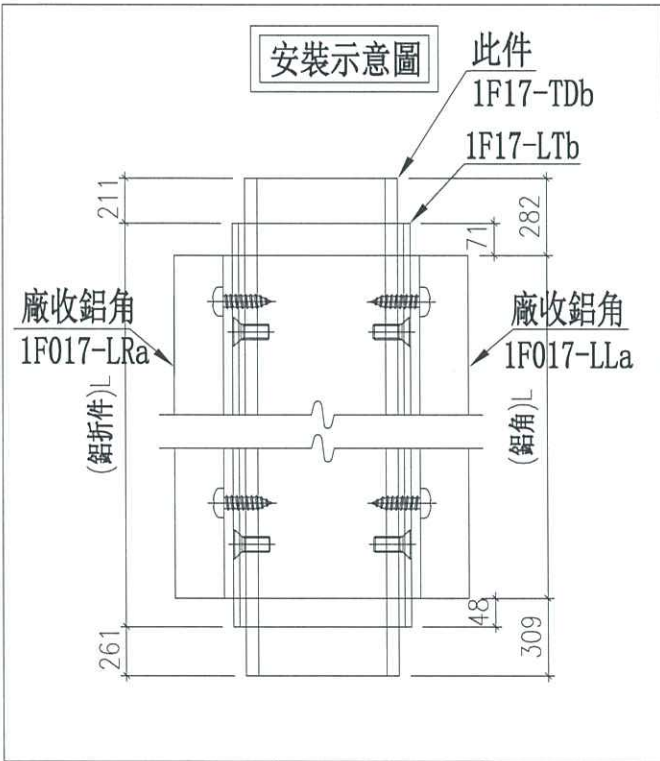 安裝示意圖
此件
1F17-TDb
1F17-LTb
211
71
282
廠收鋁角
1F017-LRa
廠收鋁角
1F017-LLa
(鋁折件)L
(鋁角)L
261
48
309